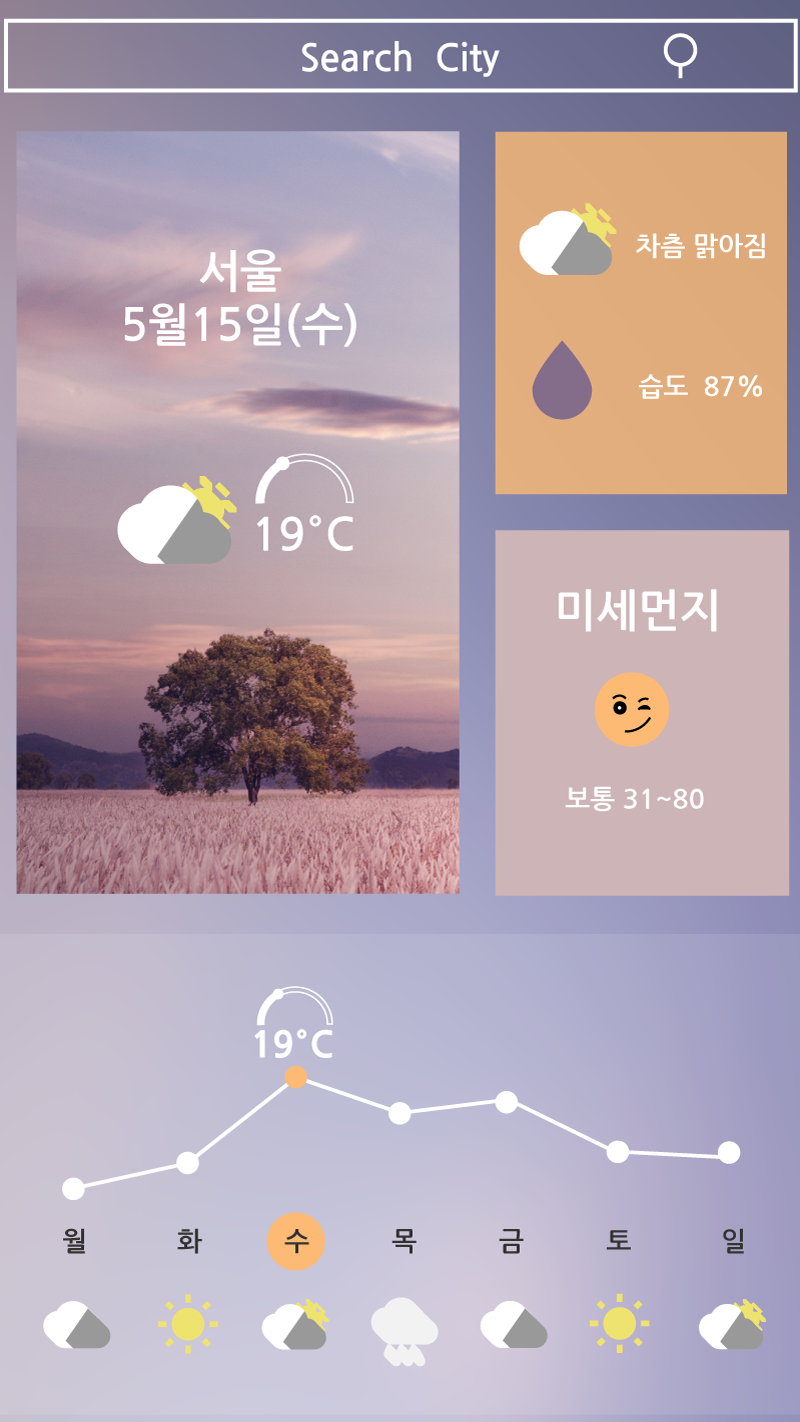 Search City
서울
5월15일(수)
19°C
차츰 맑아짐
습도 87%
미세먼지
보통 31~80
19°C
월 화 수 목 금 토 일